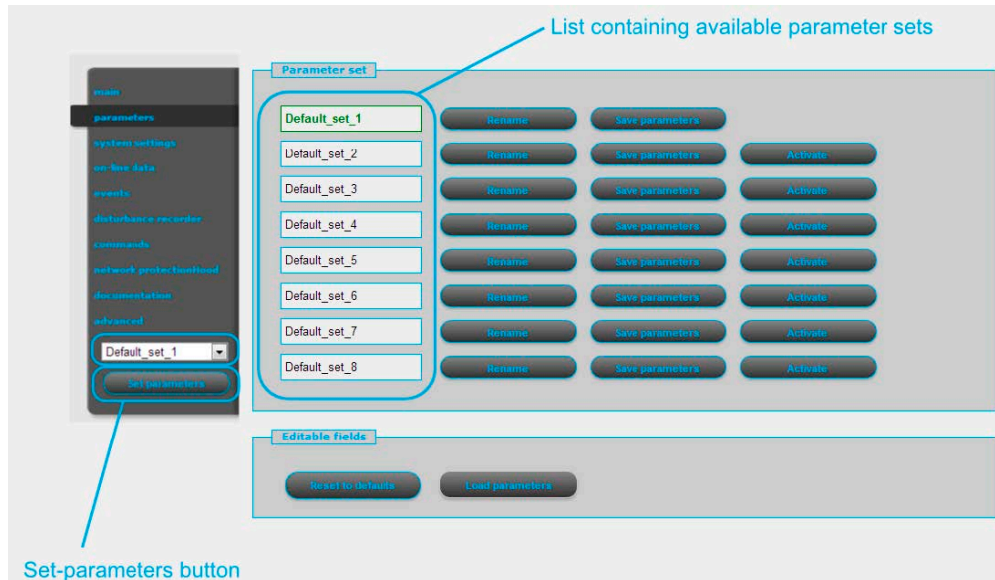 List containing available parameter sets
Parameter set
main
parameters
system settings
on-line data
events
disturbance recorder
commands
network protection
documentation
advanced
Default_set_1
Set parameters
Default_set_1 Rename Save parameters
Default_set_2 Rename Save parameters Activate
Default_set_3 Rename Save parameters Activate
Default_set_4 Rename Save parameters Activate
Default_set_5 Rename Save parameters Activate
Default_set_6 Rename Save parameters Activate
Default_set_7 Rename Save parameters Activate
Default_set_8 Rename Save parameters Activate
Editable fields
Reset to defaults Load parameters
Set-parameters button